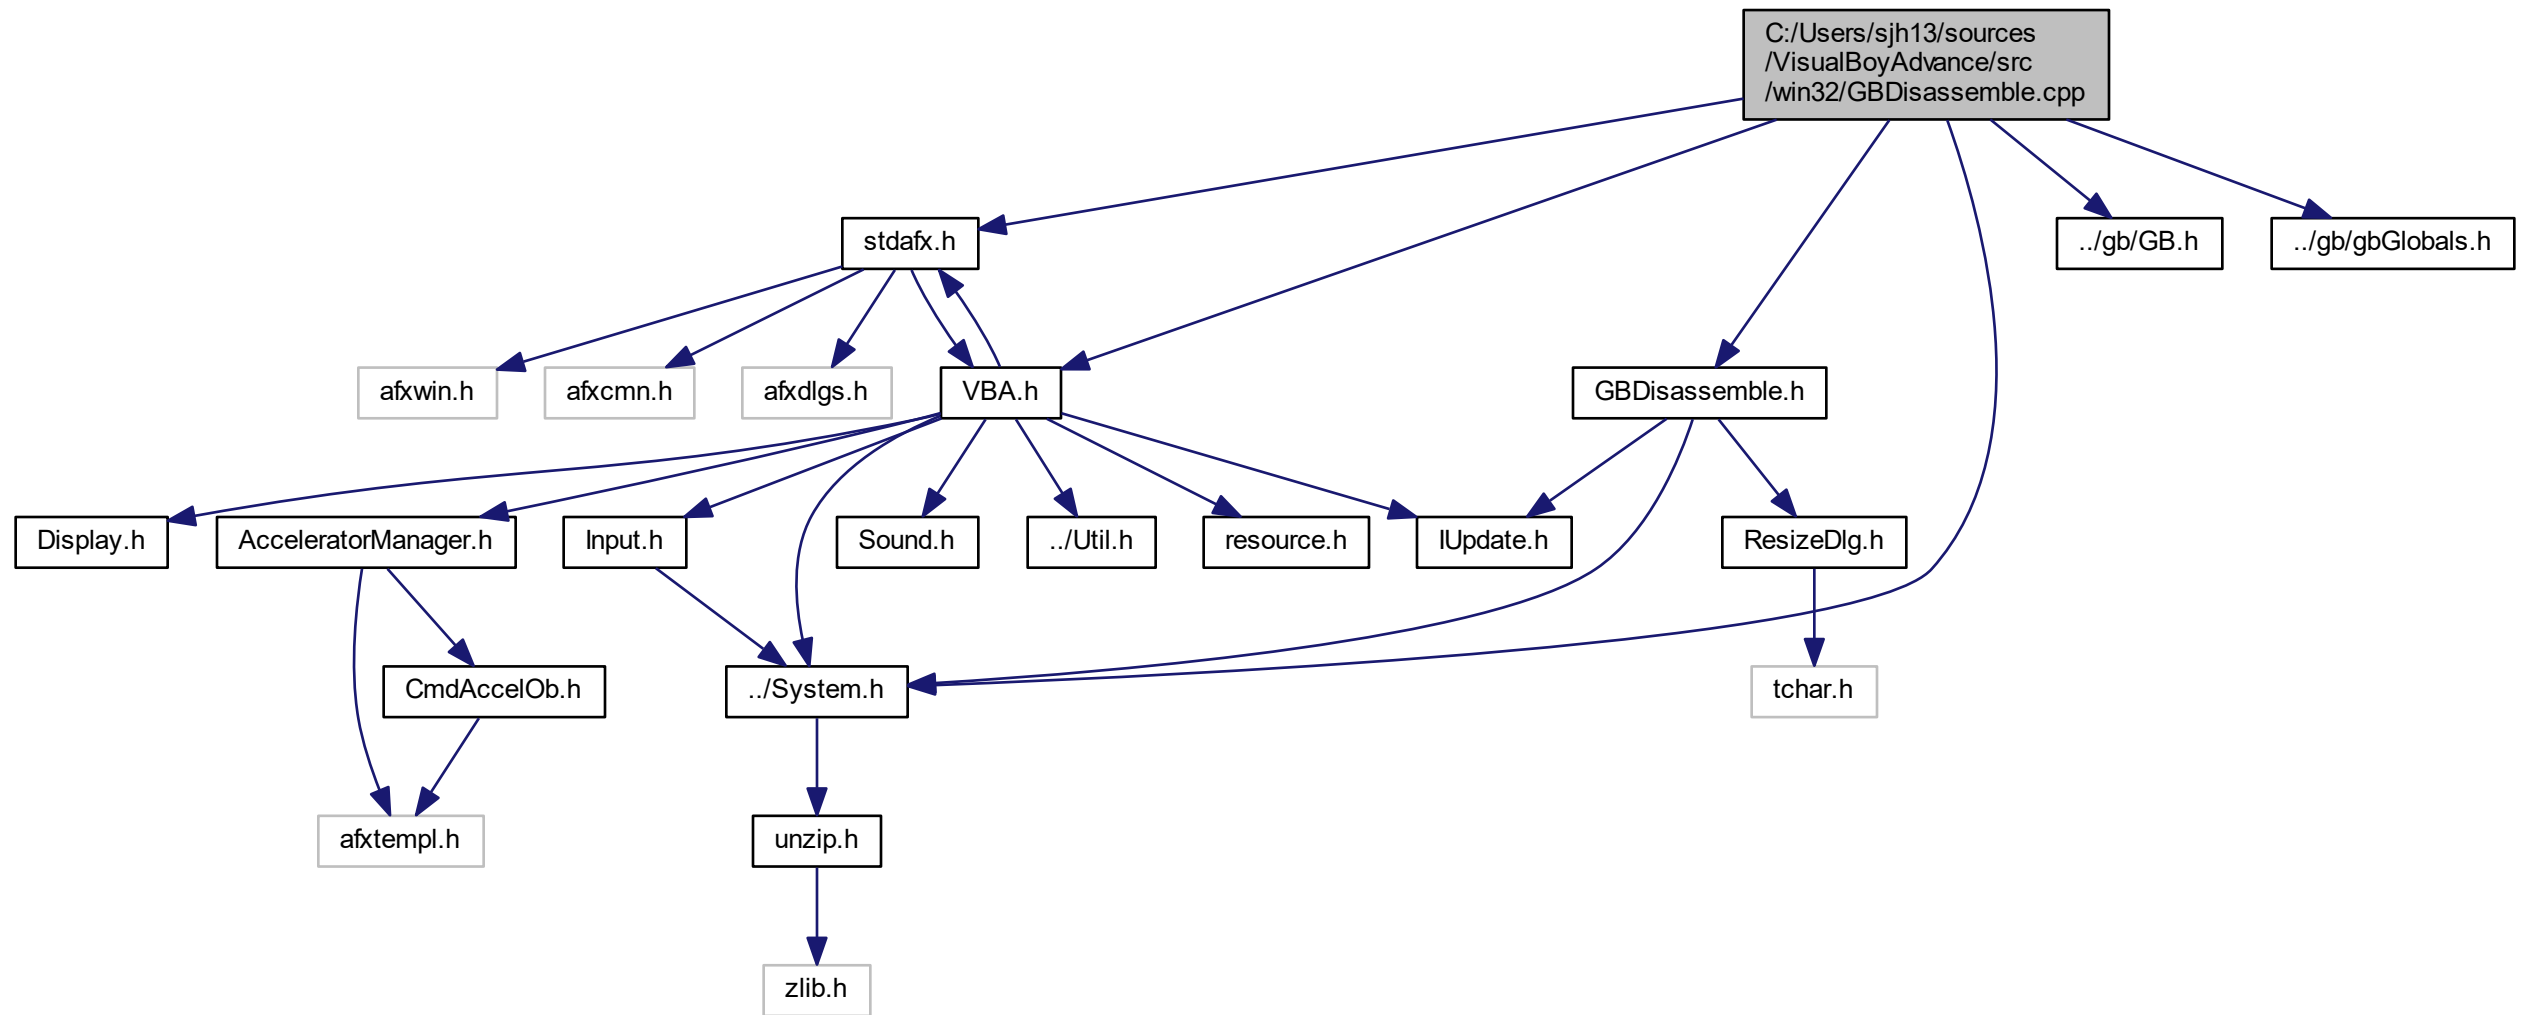 C:/Users/sjh13/sources
/VisualBoyAdvance/src
/win32/GBDisassemble.cpp
stdafx.h
../gb/GB.h
../gb/gbGlobals.h
afxwin.h
afxcmn.h
afxdlgs.h
VBA.h
GBDisassemble.h
Display.h
AcceleratorManager.h
Input.h
Sound.h
../Util.h
resource.h
IUpdate.h
ResizeDlg.h
CmdAccelOb.h
../System.h
tchar.h
afxtempl.h
unzip.h
zlib.h